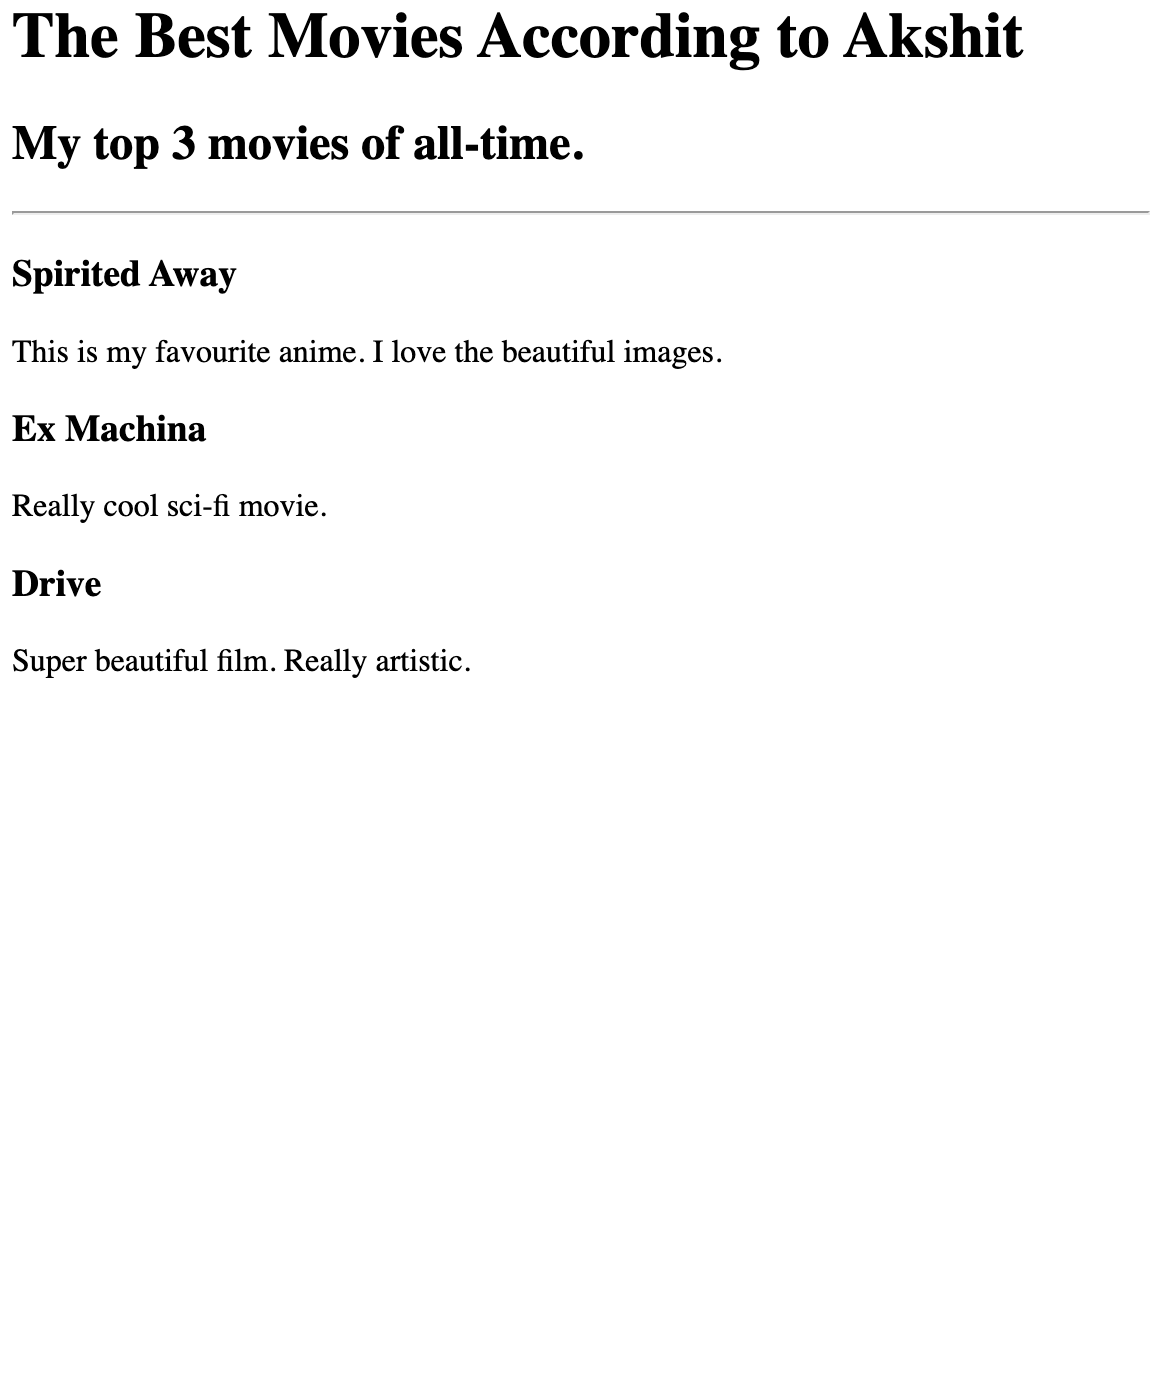 The Best Movies According to Akshit
My top 3 movies of all-time.
Spirited Away
This is my favourite anime. I love the beautiful images.
Ex Machina
Really cool sci-fi movie.
Drive
Super beautiful film. Really artistic.